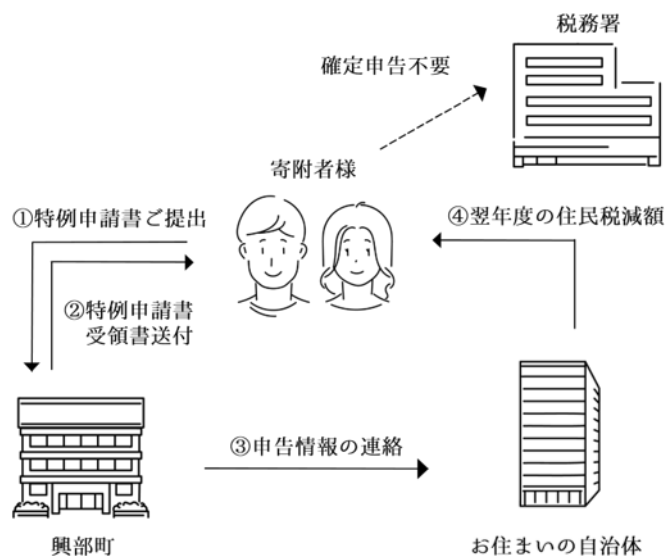 税務署
確定申告不要
寄附者様
①特例申請書ご提出
④翌年度の住民税減額
②特例申請書
受領書送付
③申告情報の連絡
興部町
お住まいの自治体